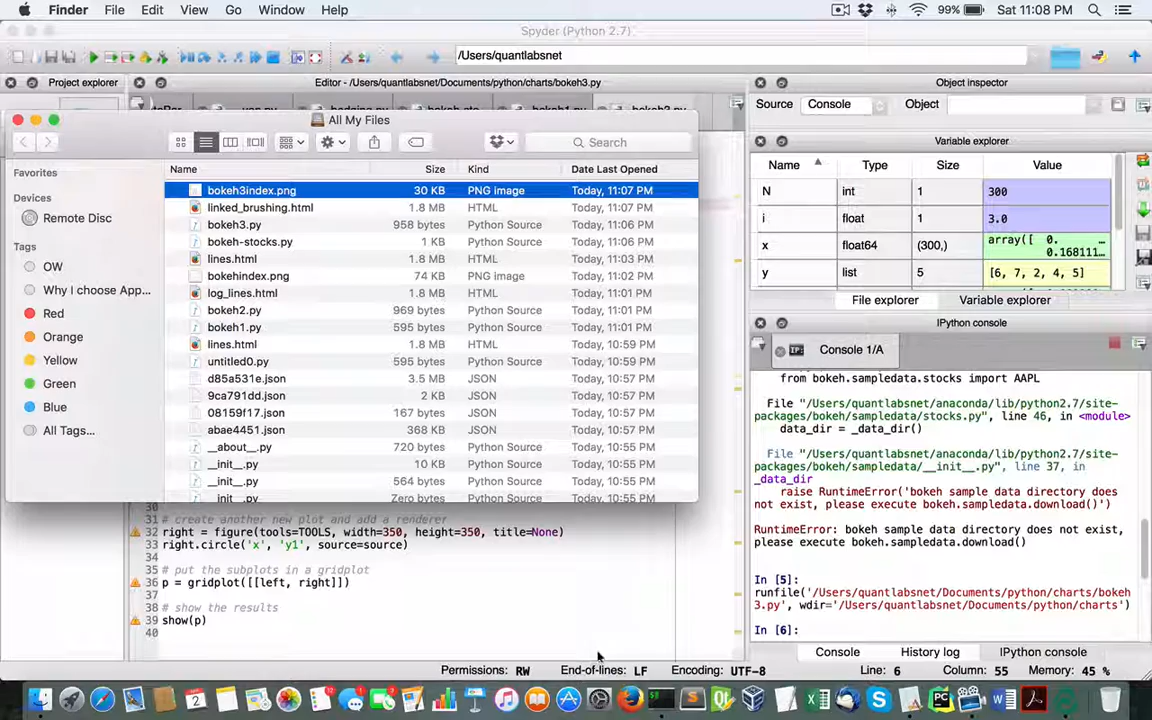 Finder File Edit View Go Window Help 99% Sat 11:08 PM
Spyder (Python 2.7)
/Users/quantlabsnet
Project explorer
Editor - /Users/quantlabsnet/Documents/python/charts/bokeh3.py
Object inspector
Source Console Object
All My Files
Search
Favorites
Devices
Remote Disc
Tags
OW
Why I choose App...
Red
Orange
Yellow
Green
Blue
All Tags...
Name Size Kind Date Last Opened
bokeh3index.png 30 KB PNG image Today, 11:07 PM
linked_brushing.html 1.8 MB HTML Today, 11:07 PM
bokeh3.py 958 bytes Python Source Today, 11:06 PM
bokeh-stocks.py 1 KB Python Source Today, 11:06 PM
lines.html 1.8 MB HTML Today, 11:06 PM
bokehindex.png 74 KB PNG image Today, 11:02 PM
log_lines.html 1.8 MB HTML Today, 11:01 PM
bokeh2.py 969 bytes Python Source Today, 11:01 PM
bokeh1.py 595 bytes Python Source Today, 11:01 PM
lines.html 1.8 MB HTML Today, 10:59 PM
untitled0.py 595 bytes Python Source Today, 10:59 PM
d85a531e.json 3.5 MB JSON Today, 10:57 PM
9ca791dd.json 2 KB JSON Today, 10:57 PM
08159f17.json 167 bytes JSON Today, 10:57 PM
abae4451.json 368 KB JSON Today, 10:57 PM
__about__.py 720 bytes Python Source Today, 10:55 PM
__init__.py 10 KB Python Source Today, 10:55 PM
__init__.py 564 bytes Python Source Today, 10:55 PM
__init__.py Zero bytes Python Source Today, 10:55 PM
30
31 # create another new plot and add a renderer
32 right = figure(tools=TOOLS, width=350, height=350, title=None)
33 right.circle('x', 'y1', source=source)
34
35 # put the subplots in a gridplot
36 p = gridplot([[left, right]])
37
38 # show the results
39 show(p)
40
Variable explorer
Name Type Size Value
N int 1 300
i float 1 3.0
x float64 (300,) array([ 0. ...
0.168111...
y list 5 [6, 7, 2, 4, 5]
File explorer Variable explorer
IPython console
Console 1/A
from bokeh.sampledata.stocks import AAPL
File "/Users/quantlabsnet/anaconda/lib/python2.7/site-
packages/bokeh/sampledata/stocks.py", line 46, in <module>
data_dir = _data_dir()
File "/Users/quantlabsnet/anaconda/lib/python2.7/site-
packages/bokeh/sampledata/__init__.py", line 37, in
_data_dir
raise RuntimeError('bokeh sample data directory does
not exist, please execute bokeh.sampledata.download()')
RuntimeError: bokeh sample data directory does not exist,
please execute bokeh.sampledata.download()
In [5]:
runfile('/Users/quantlabsnet/Documents/python/charts/bokeh
3.py', wdir='/Users/quantlabsnet/Documents/python/charts')
In [6]:
Console History log IPython console
Permissions: RW End-of-lines: LF Encoding: UTF-8 Line: 6 Column: 55 Memory: 45 %